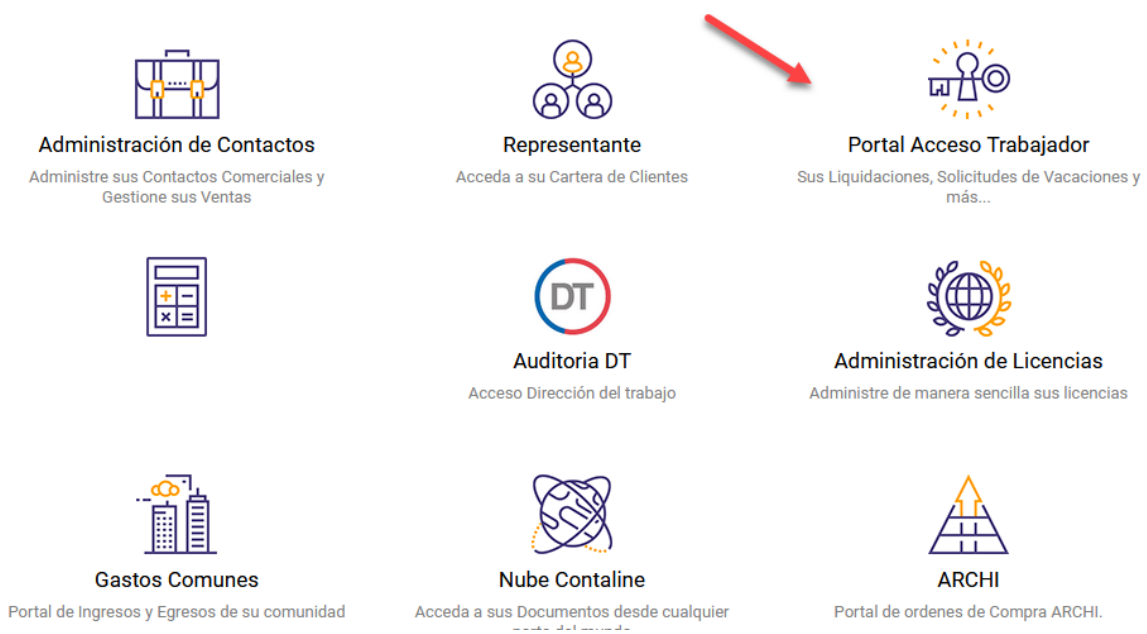 Administración de Contactos
Administre sus Contactos Comerciales y
Gestione sus Ventas
Representante
Acceda a su Cartera de Clientes
Portal Acceso Trabajador
Sus Liquidaciones, Solicitudes de Vacaciones y
más...
DT
Auditoria DT
Acceso Dirección del trabajo
Administración de Licencias
Administre de manera sencilla sus licencias
Gastos Comunes
Portal de Ingresos y Egresos de su comunidad
Nube Contaline
Acceda a sus Documentos desde cualquier
parte del mundo
ARCHI
Portal de ordenes de Compra ARCHI.